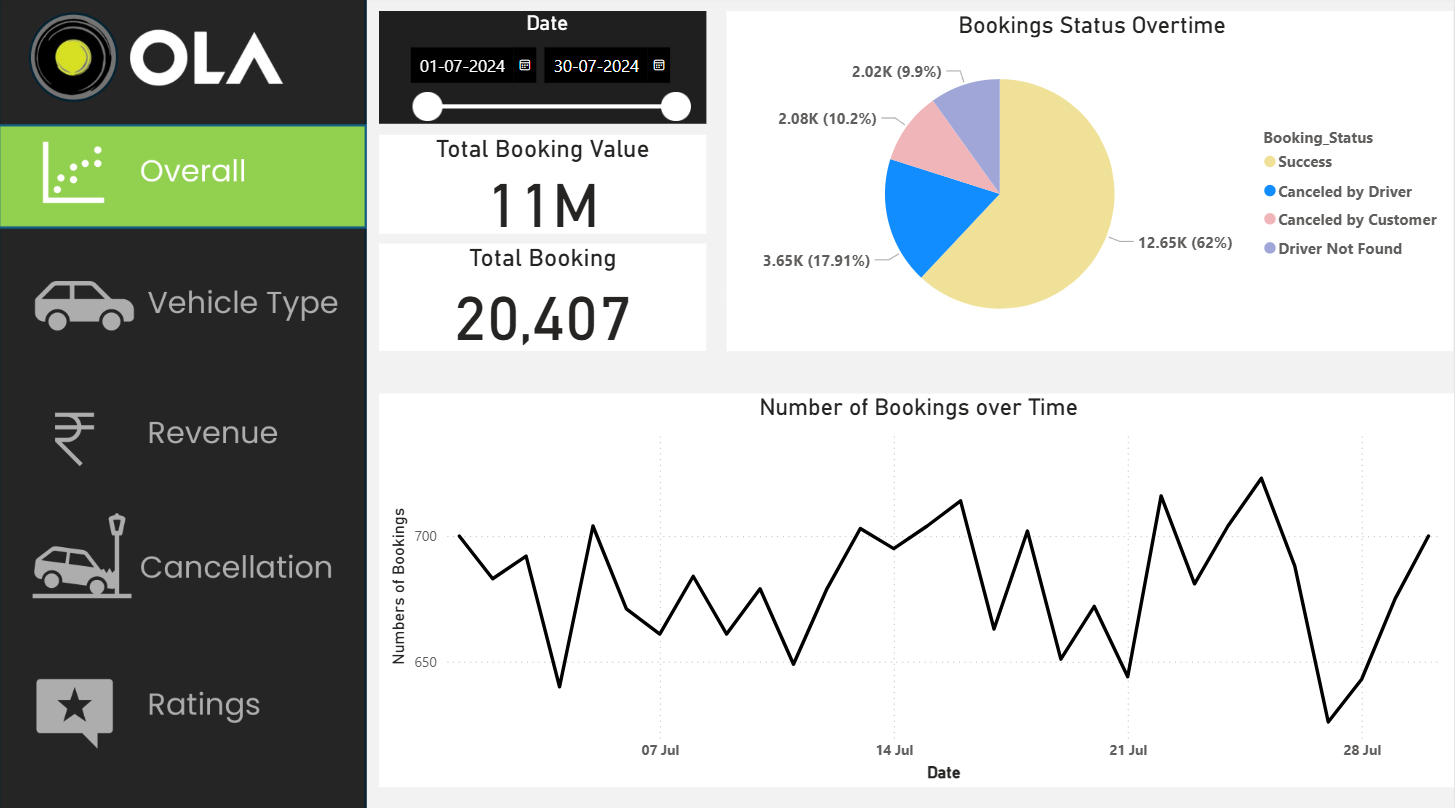 OLA
Overall
Vehicle Type
Revenue
Cancellation
Ratings
Date
01-07-2024 30-07-2024
Total Booking Value
11M
Total Booking
20,407
Bookings Status Overtime
2.02K (9.9%)
2.08K (10.2%)
3.65K (17.91%)
12.65K (62%)
Booking_Status
Success
Canceled by Driver
Canceled by Customer
Driver Not Found
Number of Bookings over Time
Numbers of Bookings
700
650
07 Jul 14 Jul 21 Jul 28 Jul
Date